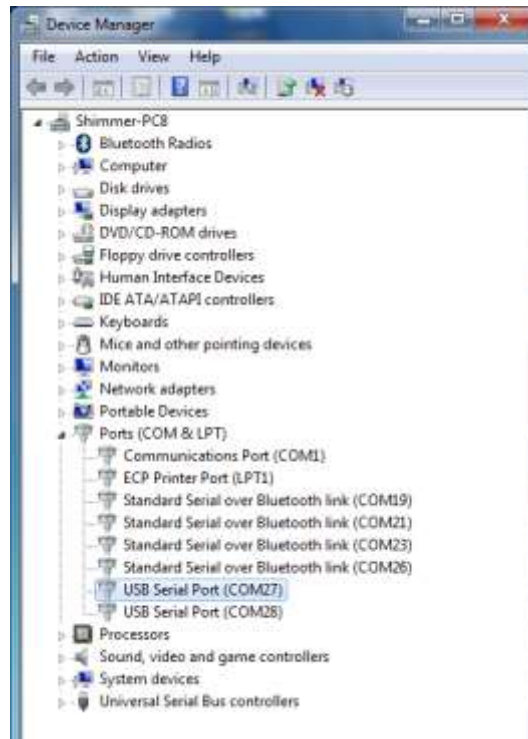 Device Manager
File Action View Help
Shimmer-PC8
Bluetooth Radios
Computer
Disk drives
Display adapters
DVD/CD-ROM drives
Floppy drive controllers
Human Interface Devices
IDE ATA/ATAPI controllers
Keyboards
Mice and other pointing devices
Monitors
Network adapters
Portable Devices
Ports (COM & LPT)
Communications Port (COM1)
ECP Printer Port (LPT1)
Standard Serial over Bluetooth link (COM19)
Standard Serial over Bluetooth link (COM21)
Standard Serial over Bluetooth link (COM23)
Standard Serial over Bluetooth link (COM26)
USB Serial Port (COM27)
USB Serial Port (COM28)
Processors
Sound, video and game controllers
System devices
Universal Serial Bus controllers